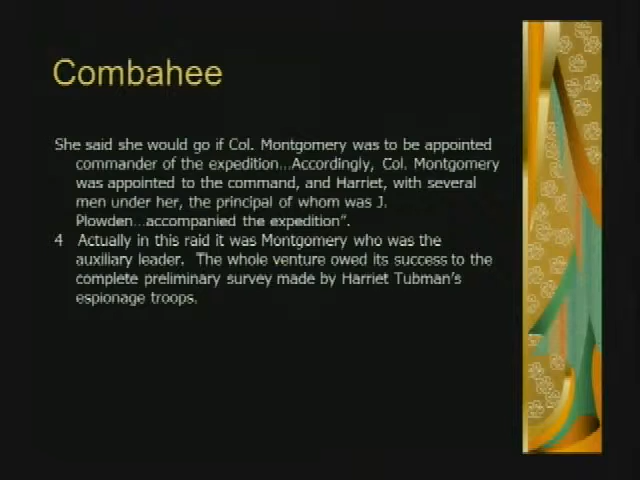 Combahee
She said she would go if Col. Montgomery was to be appointed
commander of the expedition...Accordingly, Col. Montgomery
was appointed to the command, and Harriet, with several
men under her, the principal of whom was J.
Plowden...accompanied the expedition".
4 Actually in this raid it was Montgomery who was the
auxiliary leader. The whole venture owed its success to the
complete preliminary survey made by Harriet Tubman's
espionage troops.